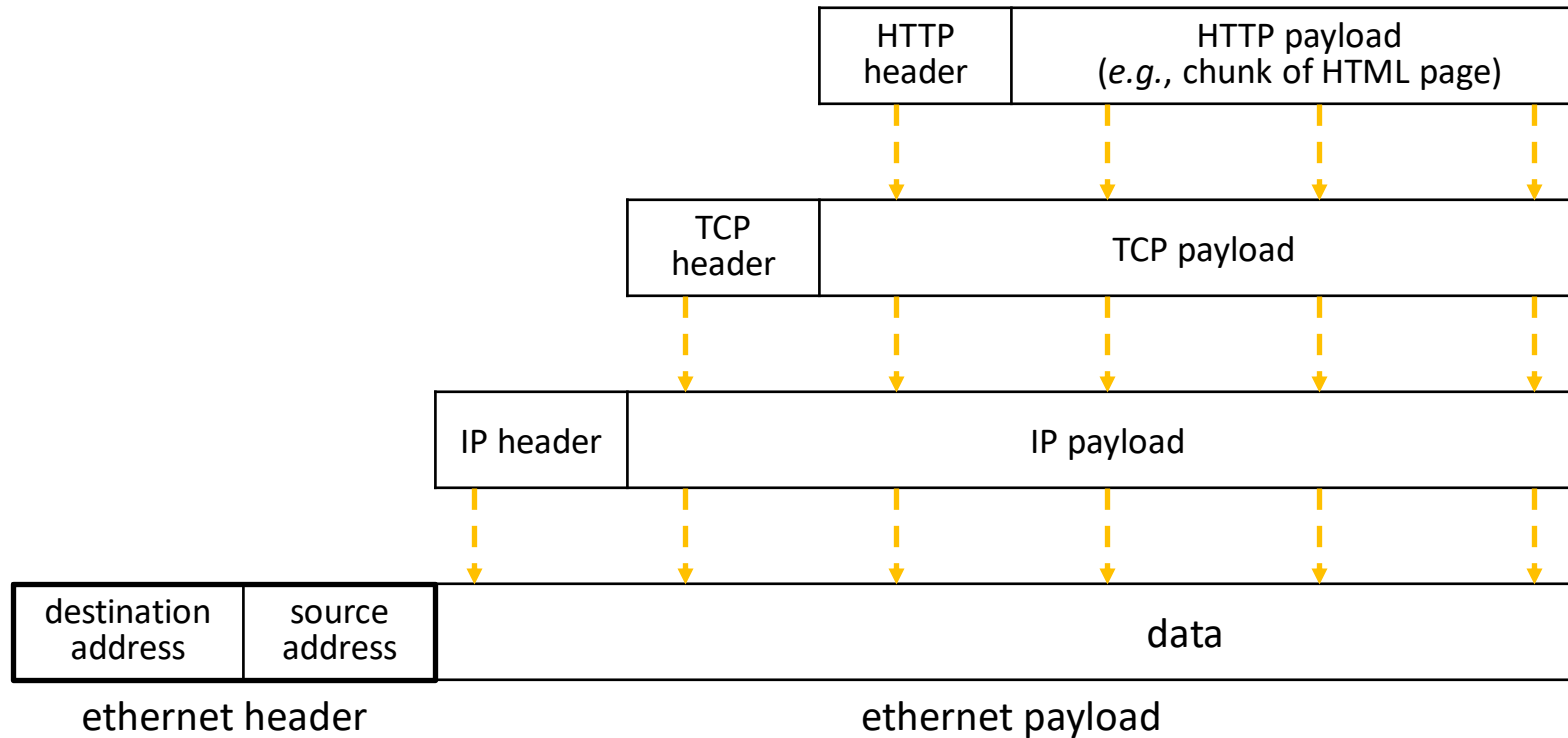 HTTP
header
HTTP payload
(e.g., chunk of HTML page)
TCP
header
TCP payload
IP header
IP payload
destination
address
source
address
data
ethernet header
ethernet payload